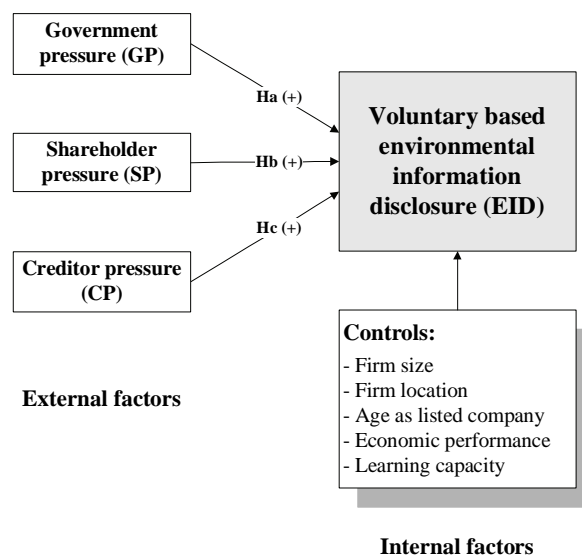 Government
pressure (GP)
Ha (+)
Shareholder
pressure (SP)
Hb (+)
Creditor pressure
(CP)
Hc (+)
Voluntary based
environmental
information
disclosure (EID)
Controls:
- Firm size
- Firm location
- Age as listed company
- Economic performance
- Learning capacity
External factors
Internal factors